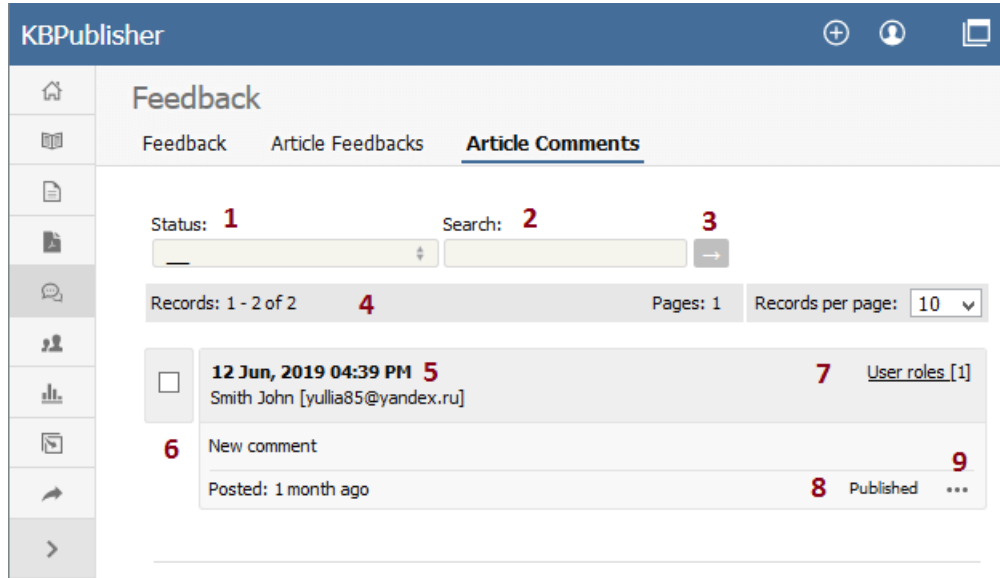 KBPublisher
Feedback
Feedback Article Feedbacks Article Comments
Status: 1 Search: 2 3
__ →
Records: 1 - 2 of 2 4 Pages: 1 Records per page: 10
12 Jun, 2019 04:39 PM 5 7 User roles [1]
Smith John [yullia85@yandex.ru]
6 New comment
9
Posted: 1 month ago 8 Published •••